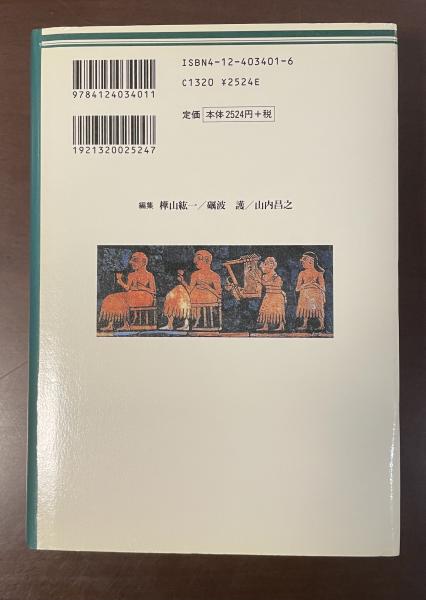 ISBN4-12-403401-6
9784124034011
C1320 ¥2524E
定価 本体2524円+税
1921320025247
編集 樺山紘一／礪波 護／山内昌之